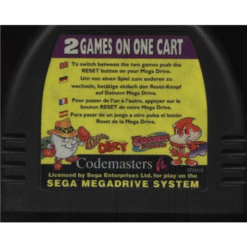 2 GAMES ON ONE CART
To switch between the two games push the
RESET button on your Mega Drive.
Um von einen Spiel zum anderen zu
wechseln, betätige einfach den Reset-Knopf
auf Deinem Mega Drive.
Pour passer de l'un à l'autre, appuyer sur le
bouton RESET de votre Mega Drive.
Para pasar de un juego a otro pulsa el botón
RESET de la Mega Drive.
COSMIC
Codemasters
Licensed by Sega Enterprises Ltd. for play on the
SEGA MEGADRIVE SYSTEM